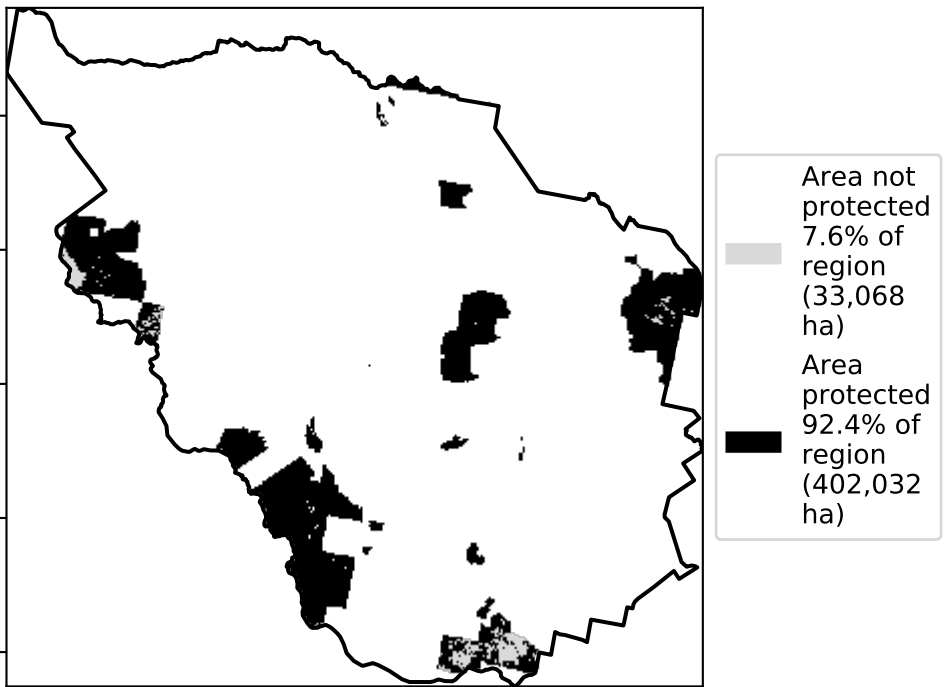 Area not
protected
7.6% of
region
(33,068
ha)
Area
protected
92.4% of
region
(402,032
ha)